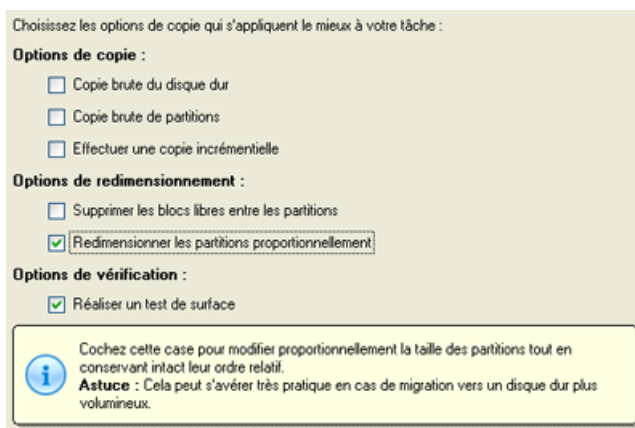 Choisissez les options de copie qui s'appliquent le mieux à votre tâche :
Options de copie :
Copie brute du disque dur
Copie brute de partitions
Effectuer une copie incrémentielle
Options de redimensionnement :
Supprimer les blocs libres entre les partitions
Redimensionner les partitions proportionnellement
Options de vérification :
Réaliser un test de surface
Cochez cette case pour modifier proportionnellement la taille des partitions tout en
conservant intact leur ordre relatif.
Astuce : Cela peut s'avérer très pratique en cas de migration vers un disque dur plus
volumineux.